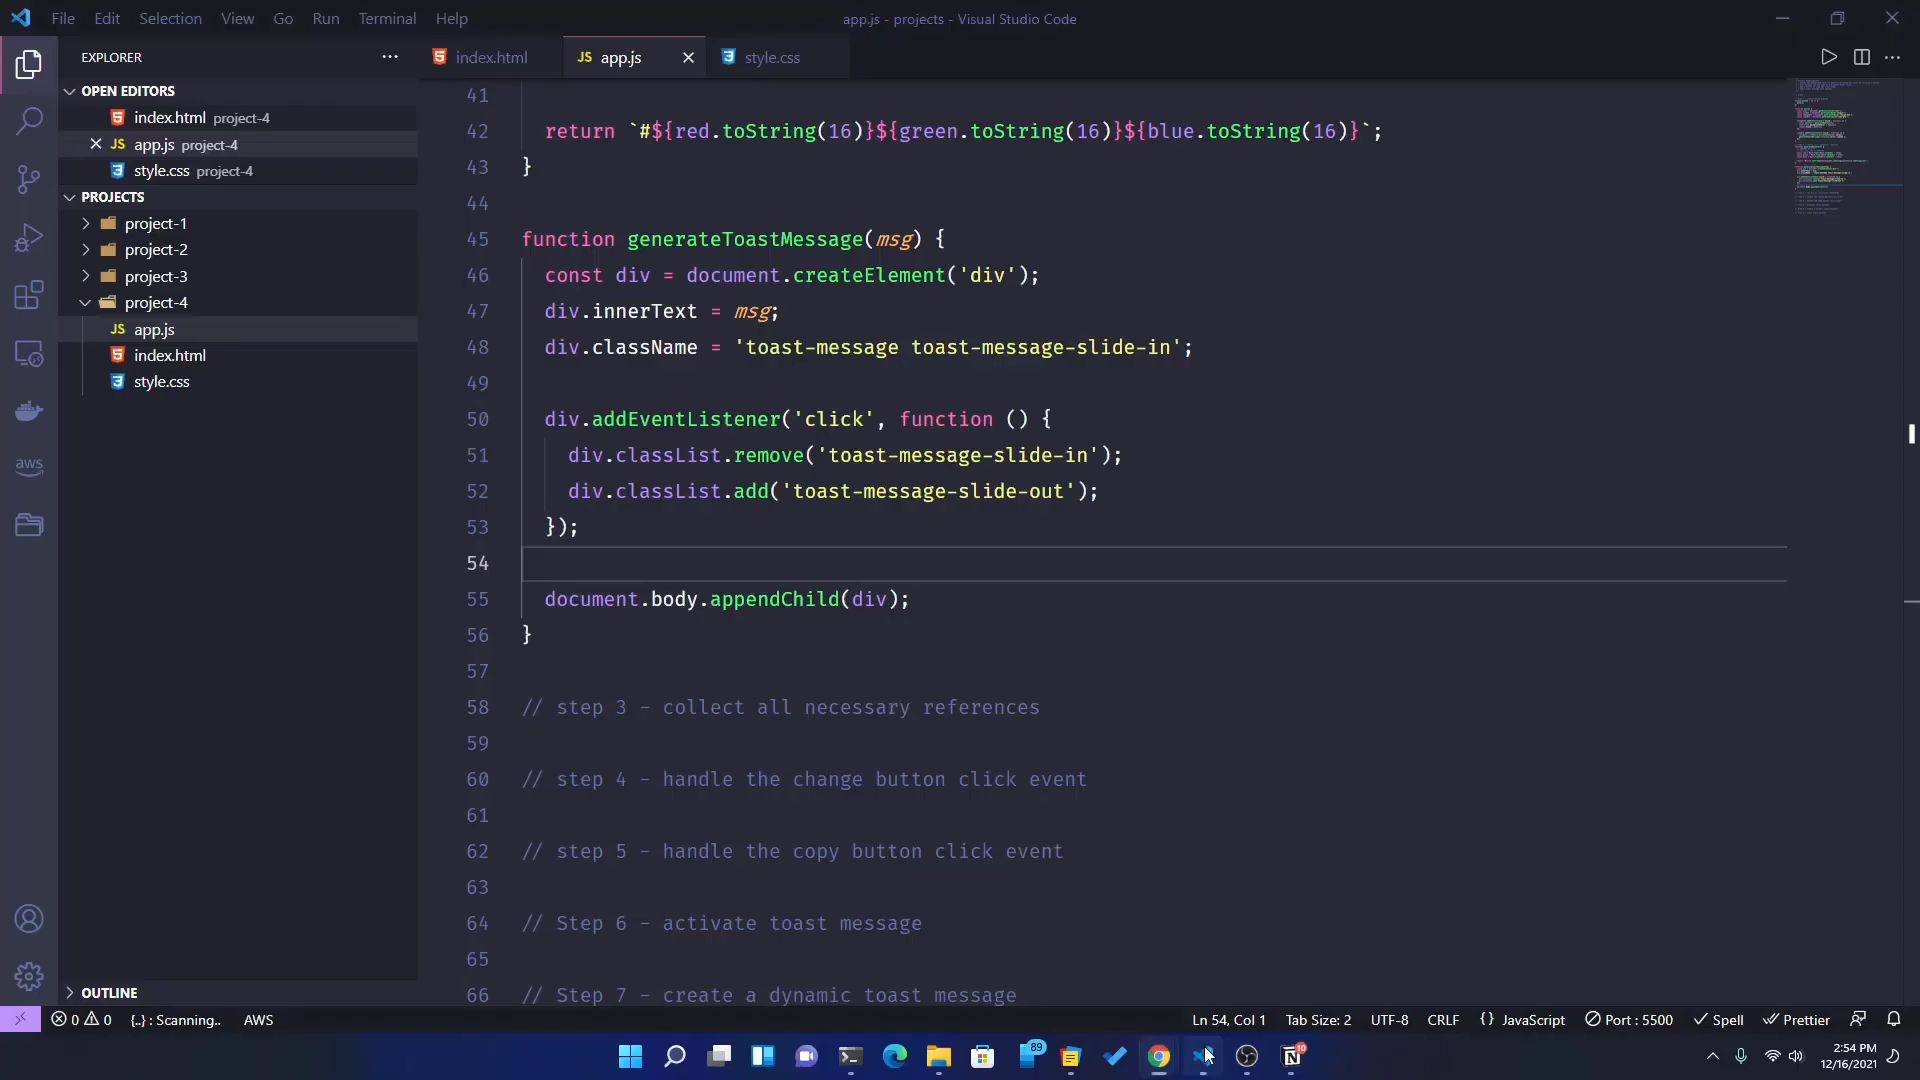 File Edit Selection View Go Run Terminal Help
app.js - projects - Visual Studio Code
EXPLORER
index.html
JS app.js
style.css
OPEN EDITORS
index.html project-4
JS app.js project-4
style.css project-4
PROJECTS
project-1
project-2
project-3
project-4
JS app.js
index.html
style.css
OUTLINE
aws
41
42 return `#${red.toString(16)}${green.toString(16)}${blue.toString(16)}`;
43 }
44
45 function generateToastMessage(msg) {
46 const div = document.createElement('div');
47 div.innerText = msg;
48 div.className = 'toast-message toast-message-slide-in';
49
50 div.addEventListener('click', function () {
51 div.classList.remove('toast-message-slide-in');
52 div.classList.add('toast-message-slide-out');
53 });
54
55 document.body.appendChild(div);
56 }
57
58 // step 3 - collect all necessary references
59
60 // step 4 - handle the change button click event
61
62 // step 5 - handle the copy button click event
63
64 // Step 6 - activate toast message
65
66 // Step 7 - create a dynamic toast message
0 0 {..} : Scanning.. AWS
Ln 54, Col 1 Tab Size: 2 UTF-8 CRLF {} JavaScript Port : 5500 Spell Prettier
89
10
2:54 PM
12/16/2021